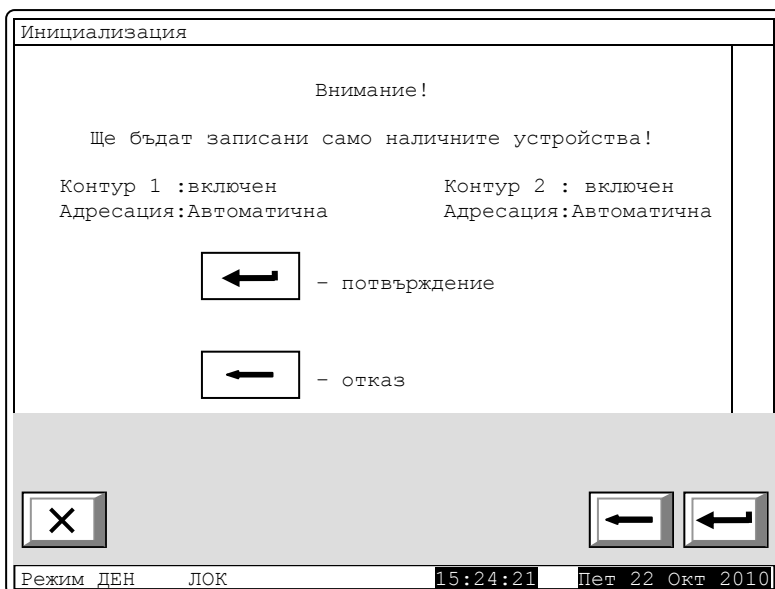 Инициализация
Внимание!
Ще бъдат записани само наличните устройства!
Контур 1 :включен Контур 2 : включен
Адресация:Автоматична Адресация:Автоматична
- потвърждение
- отказ
Режим ДЕН ЛОК 15:24:21 Пет 22 Окт 2010